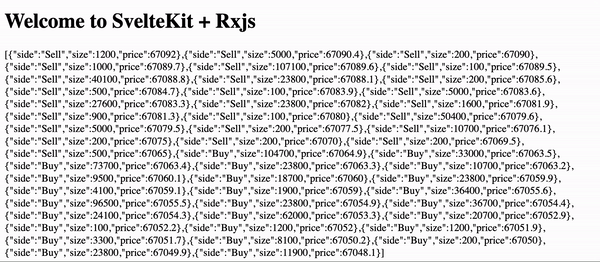 Welcome to SvelteKit + Rxjs
[{"side":"Sell","size":1200,"price":67092},{"side":"Sell","size":5000,"price":67090.4},{"side":"Sell","size":200,"price":67090},
{"side":"Sell","size":1000,"price":67089.7},{"side":"Sell","size":107100,"price":67089.6},{"side":"Sell","size":100,"price":67089.5},
{"side":"Sell","size":40100,"price":67088.8},{"side":"Sell","size":23800,"price":67088.1},{"side":"Sell","size":200,"price":67085.6},
{"side":"Sell","size":500,"price":67084.7},{"side":"Sell","size":100,"price":67083.9},{"side":"Sell","size":5000,"price":67083.6},
{"side":"Sell","size":27600,"price":67083.3},{"side":"Sell","size":23800,"price":67082},{"side":"Sell","size":1600,"price":67081.9},
{"side":"Sell","size":900,"price":67081.3},{"side":"Sell","size":100,"price":67080},{"side":"Sell","size":50400,"price":67079.6},
{"side":"Sell","size":5000,"price":67079.5},{"side":"Sell","size":200,"price":67077.5},{"side":"Sell","size":10700,"price":67076.1},
{"side":"Sell","size":200,"price":67075},{"side":"Sell","size":200,"price":67070},{"side":"Sell","size":200,"price":67069.5},
{"side":"Sell","size":500,"price":67065},{"side":"Buy","size":104700,"price":67064.9},{"side":"Buy","size":33000,"price":67063.5},
{"side":"Buy","size":73700,"price":67063.4},{"side":"Buy","size":23800,"price":67063.3},{"side":"Buy","size":10700,"price":67063.2},
{"side":"Buy","size":9500,"price":67060.1},{"side":"Buy","size":18700,"price":67060},{"side":"Buy","size":23800,"price":67059.9},
{"side":"Buy","size":4100,"price":67059.1},{"side":"Buy","size":1900,"price":67059},{"side":"Buy","size":36400,"price":67055.6},
{"side":"Buy","size":96500,"price":67055.5},{"side":"Buy","size":23800,"price":67054.9},{"side":"Buy","size":36700,"price":67054.4},
{"side":"Buy","size":24100,"price":67054.3},{"side":"Buy","size":62000,"price":67053.3},{"side":"Buy","size":20700,"price":67052.9},
{"side":"Buy","size":100,"price":67052.2},{"side":"Buy","size":1200,"price":67052},{"side":"Buy","size":1200,"price":67051.9},
{"side":"Buy","size":3300,"price":67051.7},{"side":"Buy","size":8100,"price":67050.2},{"side":"Buy","size":200,"price":67050},
{"side":"Buy","size":23800,"price":67049.9},{"side":"Buy","size":11900,"price":67048.1}]